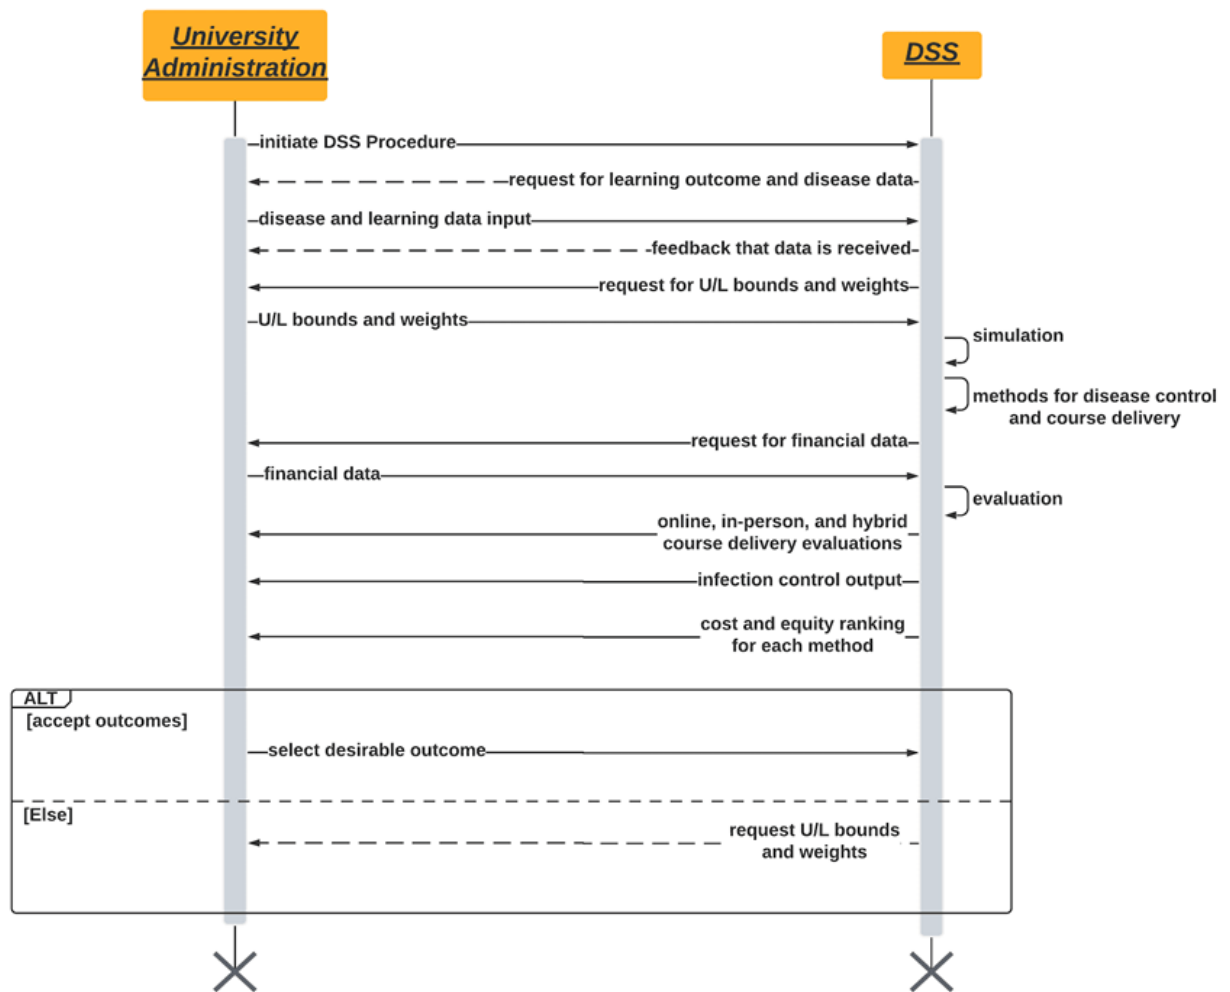 University
Administration
DSS
initiate DSS Procedure
request for learning outcome and disease data
disease and learning data input
feedback that data is received
request for U/L bounds and weights
U/L bounds and weights
simulation
methods for disease control
and course delivery
request for financial data
financial data
evaluation
online, in-person, and hybrid
course delivery evaluations
infection control output
cost and equity ranking
for each method
ALT
[accept outcomes]
select desirable outcome
[Else]
request U/L bounds
and weights